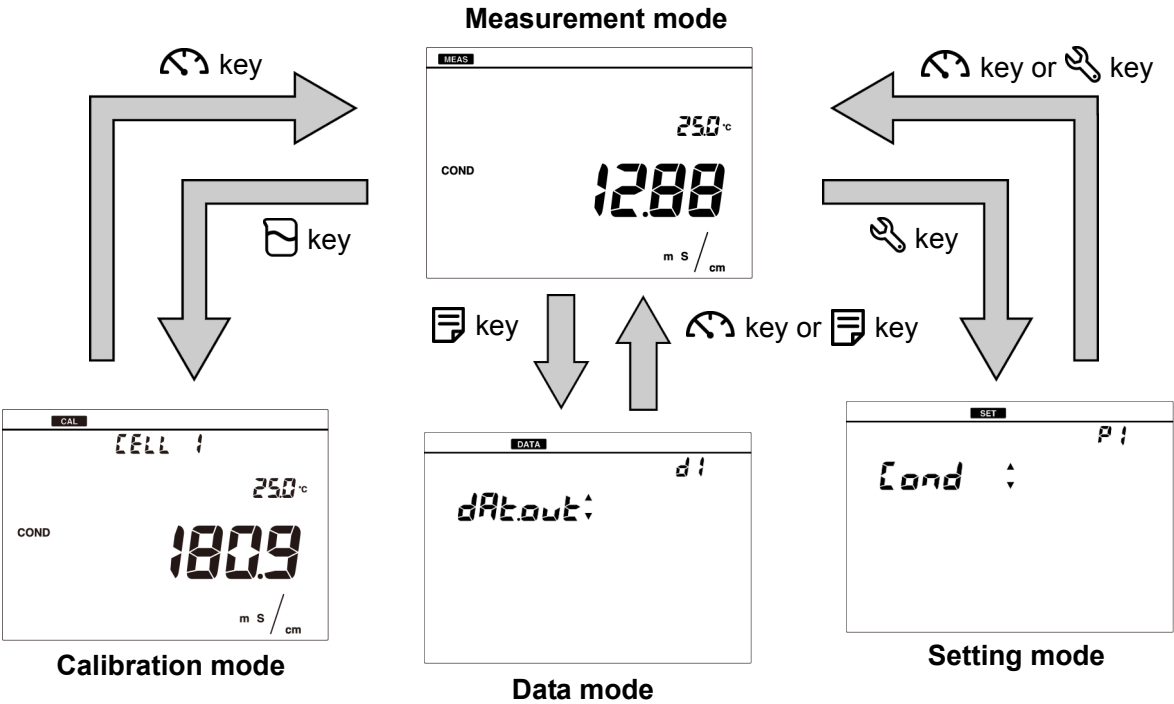 Measurement mode
key
key
MEAS
25.0 °C
COND
12.88
m S / cm
key or key
key
key
key or key
CAL
CELL 1
25.0 °C
COND
180.9
m S / cm
Calibration mode
DATA
d1
dAt.out
Data mode
SET
P1
Cond
Setting mode